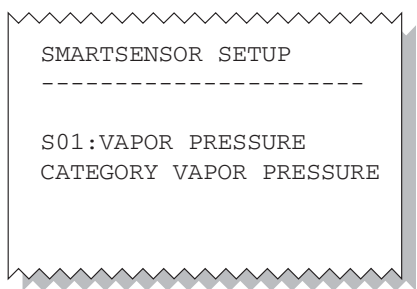 SMARTSENSOR SETUP
----------------------
S01:VAPOR PRESSURE
CATEGORY VAPOR PRESSURE